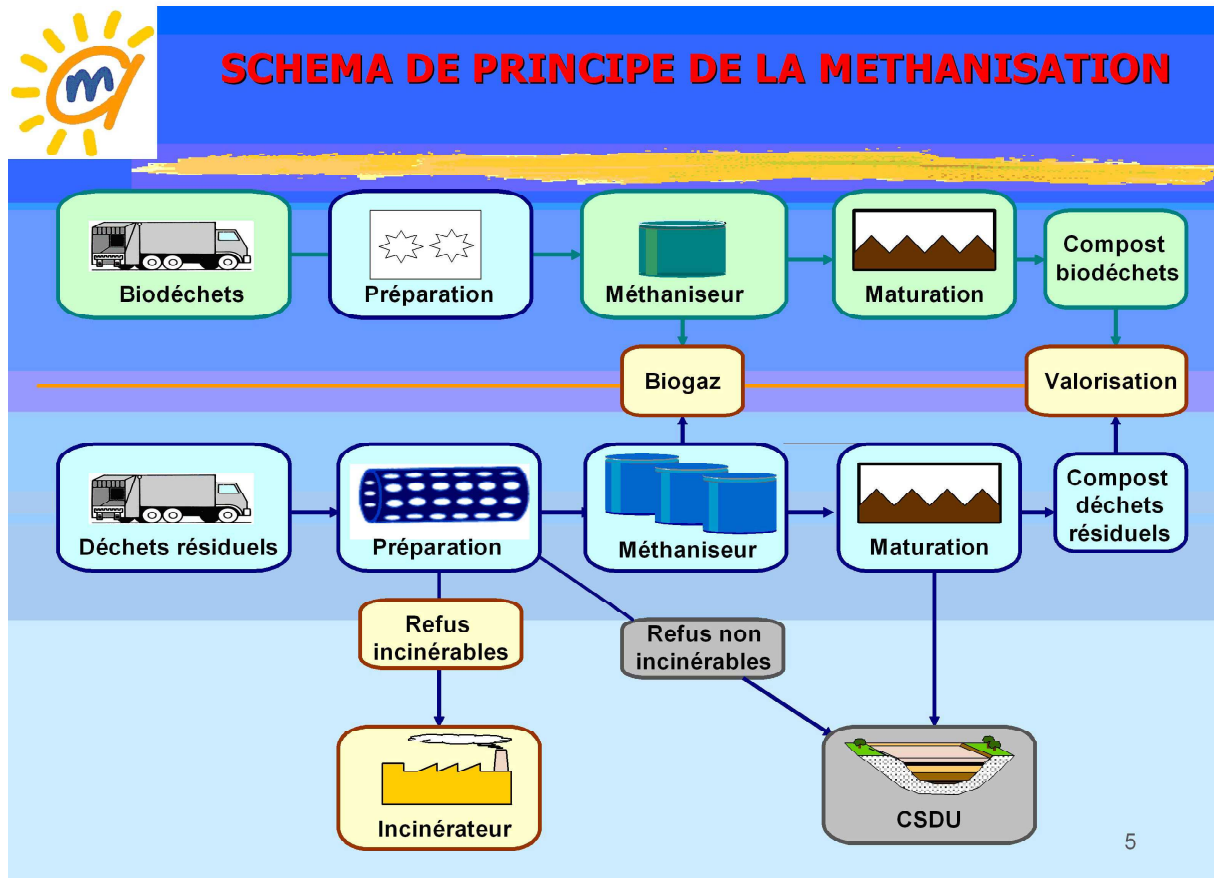 m
SCHEMA DE PRINCIPE DE LA METHANISATION
Biodéchets
Préparation
Méthaniseur
Maturation
Compost
biodéchets
Biogaz
Valorisation
Déchets résiduels
Préparation
Méthaniseur
Maturation
Compost
déchets
résiduels
Refus
incinérables
Refus non
incinérables
Incinérateur
CSDU
5